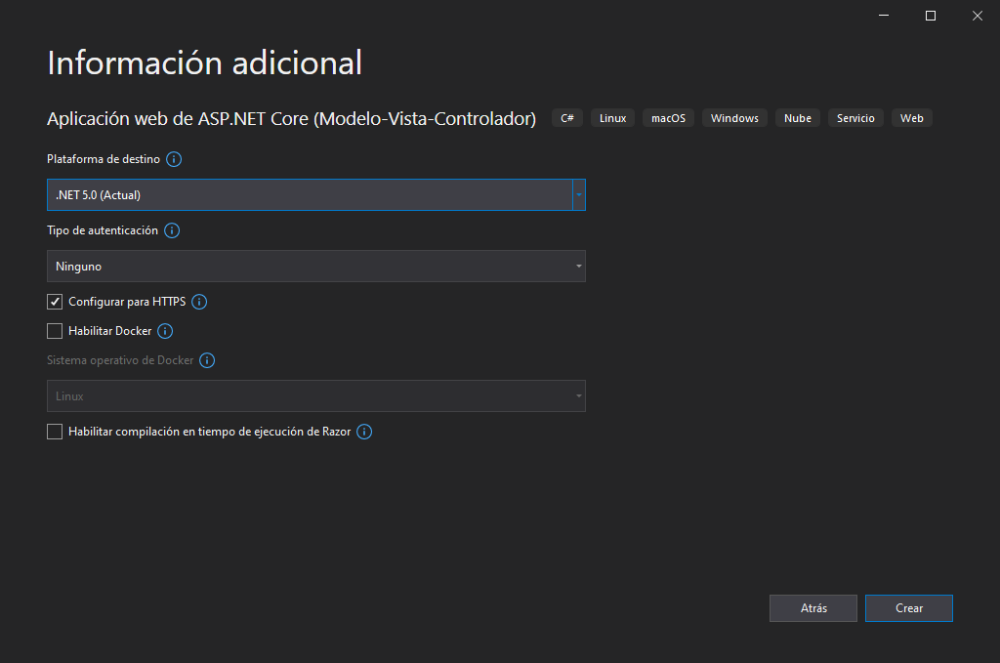 Información adicional
Aplicación web de ASP.NET Core (Modelo-Vista-Controlador) C# Linux macOS Windows Nube Servicio Web
Plataforma de destino
.NET 5.0 (Actual)
Tipo de autenticación
Ninguno
Configurar para HTTPS
Habilitar Docker
Sistema operativo de Docker
Linux
Habilitar compilación en tiempo de ejecución de Razor
Atrás Crear